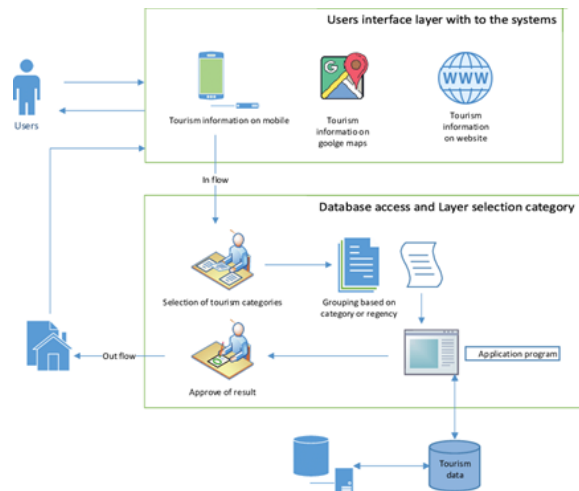 Users interface layer with to the systems
Users
G
WWW
Tourism information on mobile
Tourism
information on
goolge maps
Tourism
information
on website
In flow
Database access and Layer selection category
Selection of tourism categories
Grouping based on
category or regency
Application program
Out flow
Approve of result
Tourism
data